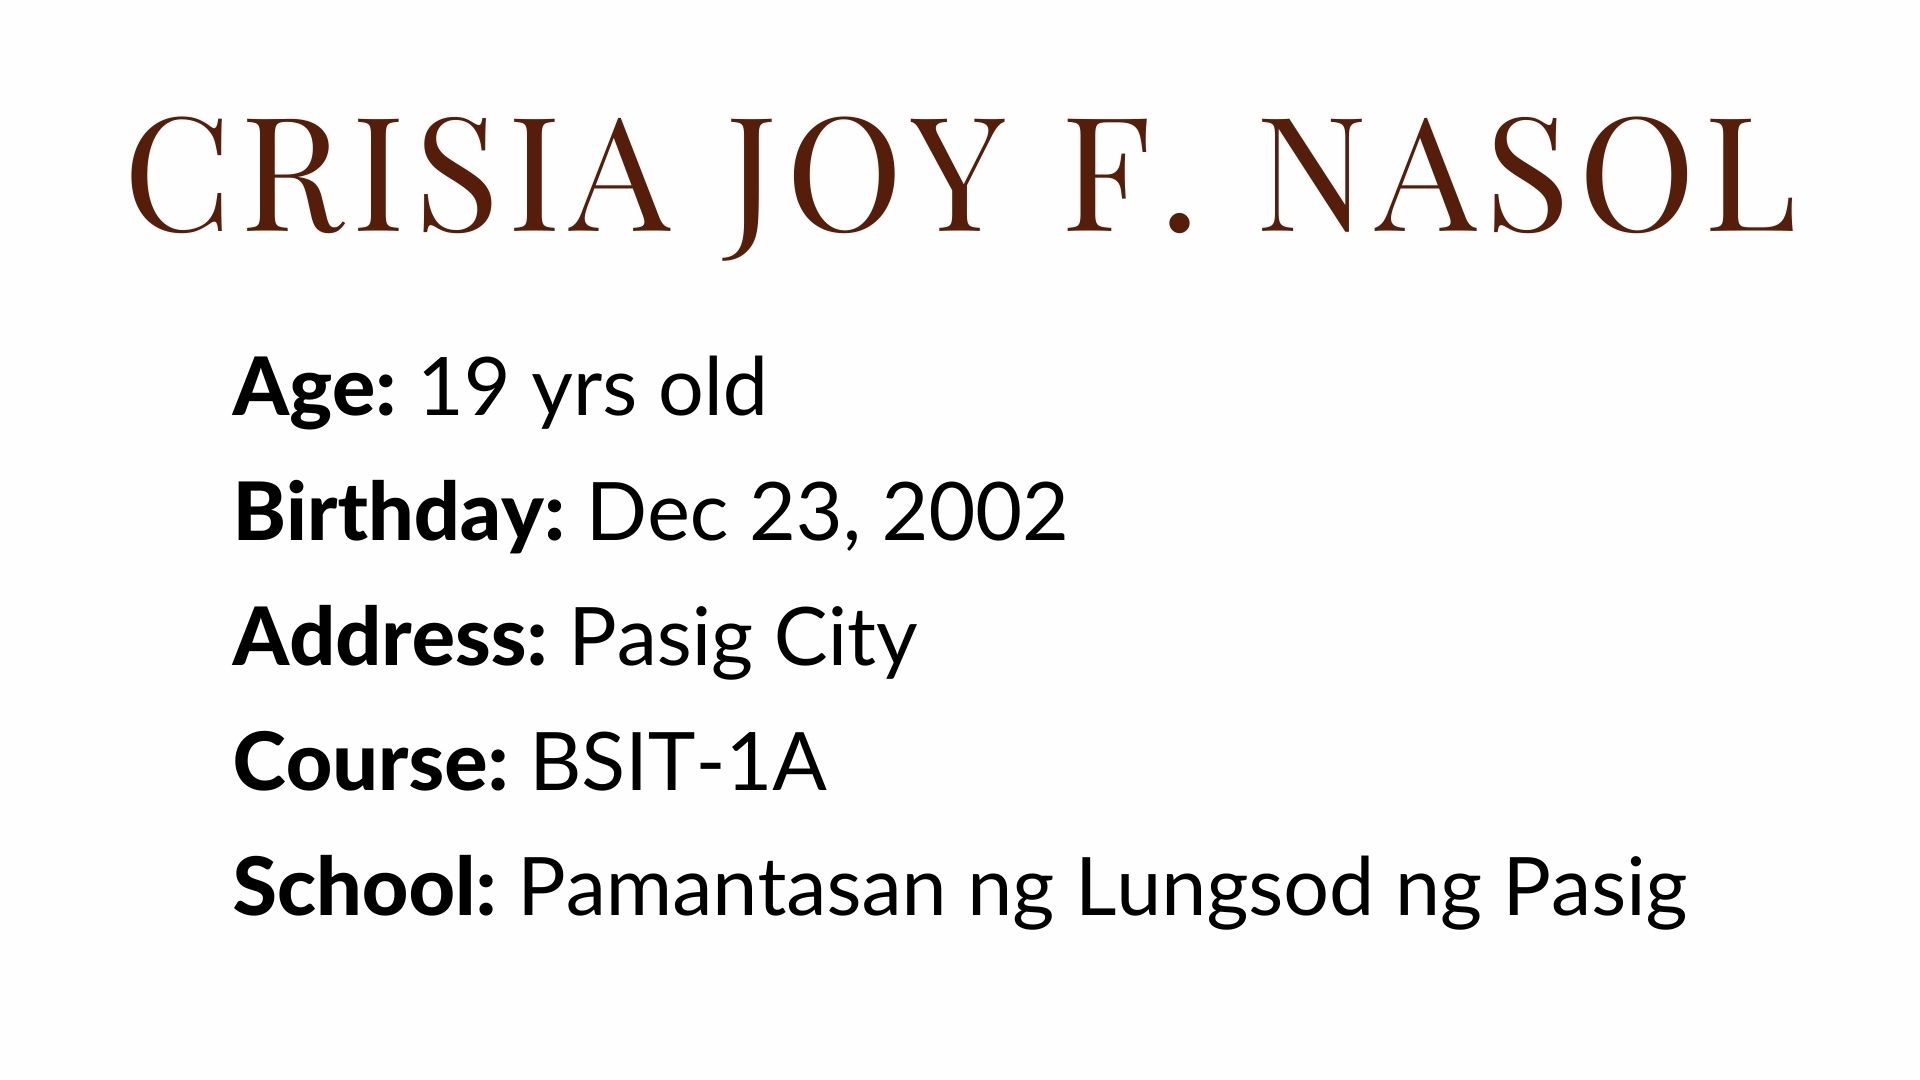 CRISIA JOY F. NASOL
Age: 19 yrs old
Birthday: Dec 23, 2002
Address: Pasig City
Course: BSIT-1A
School: Pamantasan ng Lungsod ng Pasig